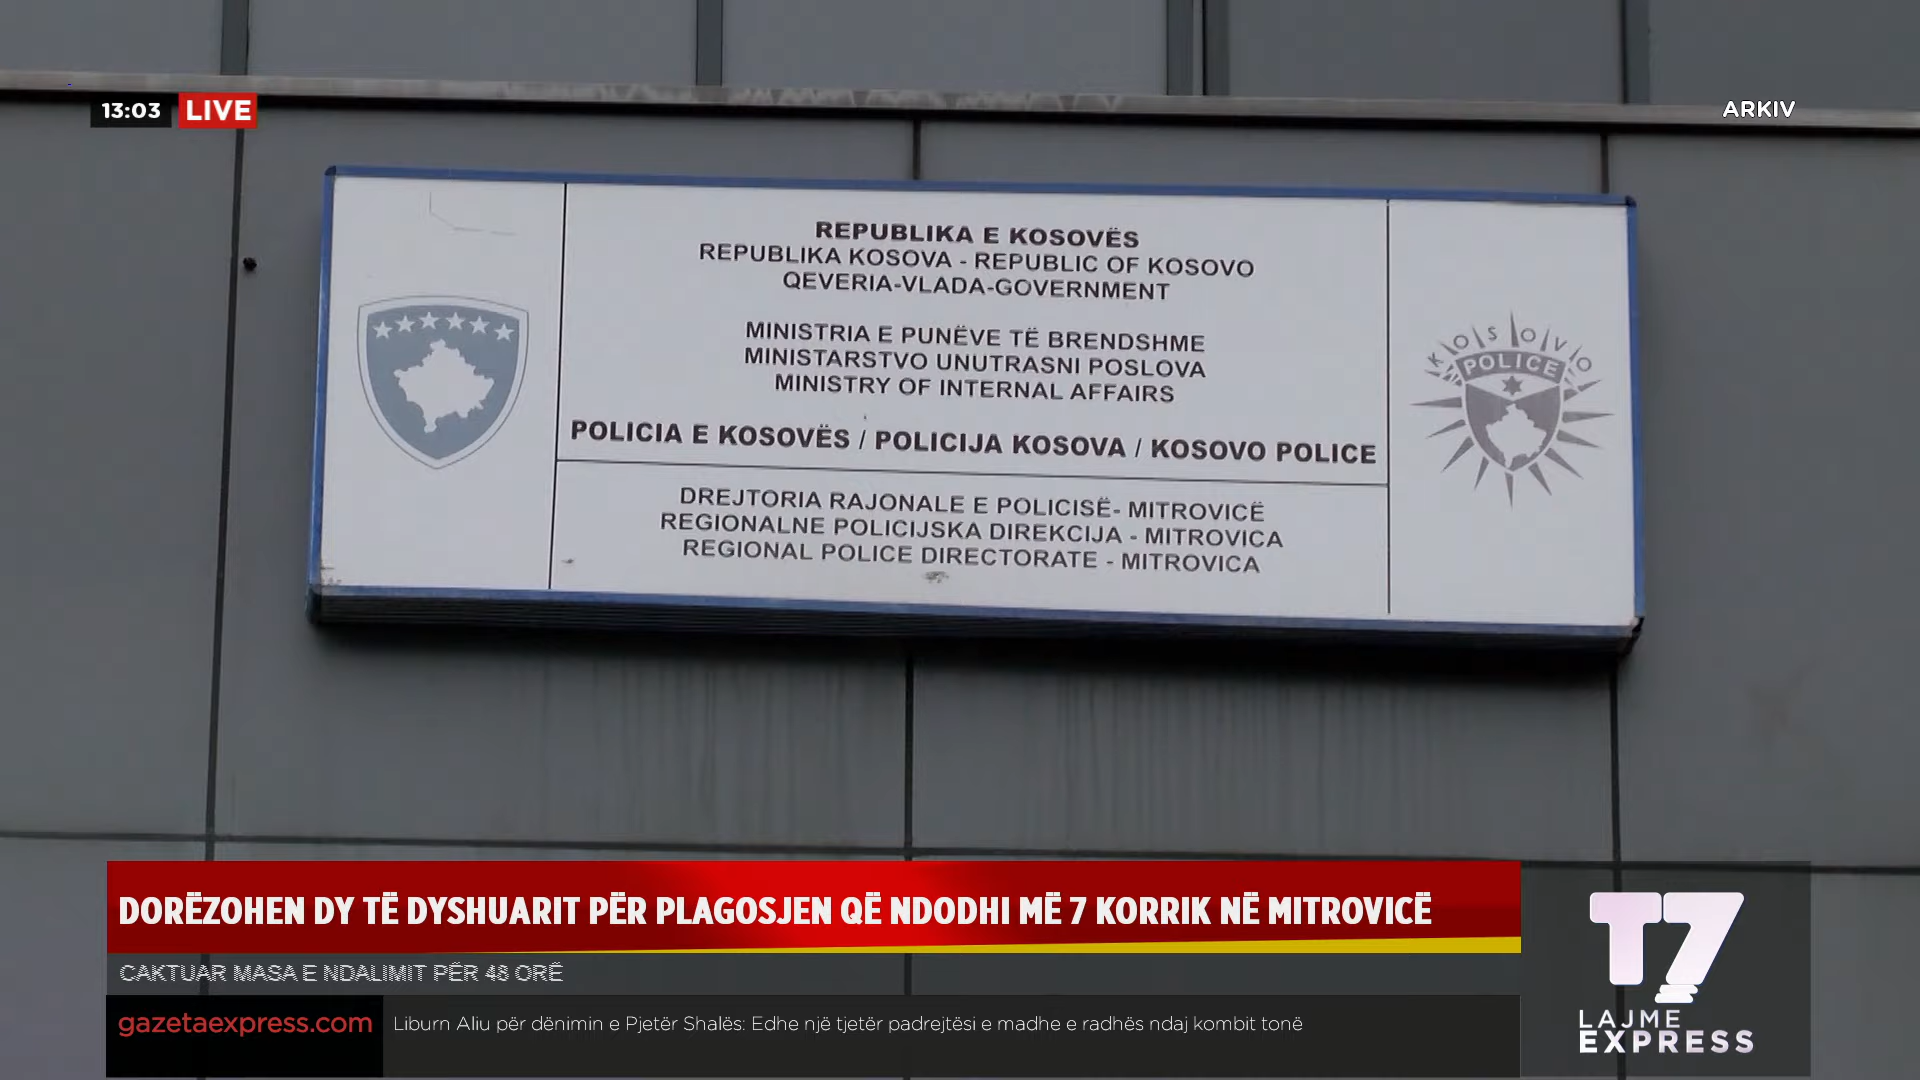 13:03 LIVE
ARKIV
REPUBLIKA E KOSOVËS
REPUBLIKA KOSOVA - REPUBLIC OF KOSOVO
QEVERIA-VLADA-GOVERNMENT
MINISTRIA E PUNËVE TË BRENDSHME
MINISTARSTVO UNUTRASNI POSLOVA
MINISTRY OF INTERNAL AFFAIRS
POLICIA E KOSOVËS / POLICIJA KOSOVA / KOSOVO POLICE
DREJTORIA RAJONALE E POLICISË- MITROVICË
REGIONALNE POLICIJSKA DIREKCIJA - MITROVICA
REGIONAL POLICE DIRECTORATE - MITROVICA
KOSOVO
POLICE
DORËZOHEN DY TË DYSHUARIT PËR PLAGOSJEN QË NDODHI MË 7 KORRIK NË MITROVICË
CAKTUAR MASA E NDALIMIT PËR 48 ORË
gazetaexpress.com
Liburn Aliu për dënimin e Pjetër Shalës: Edhe një tjetër padrejtësi e madhe e radhës ndaj kombit tonë
T7
LAJME
EXPRESS